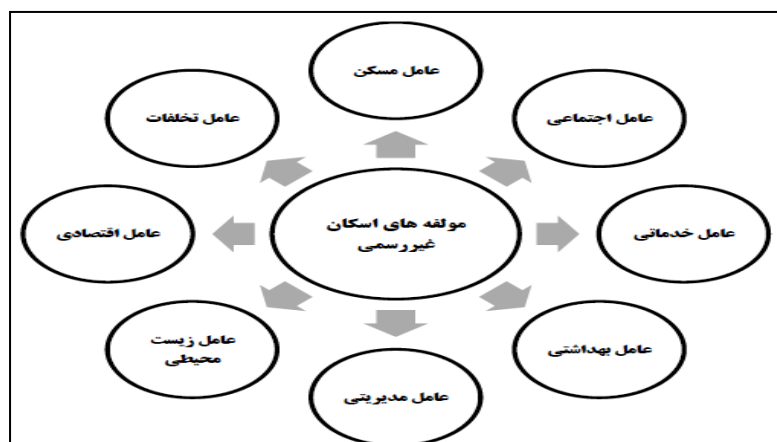 عامل مسکن
عامل اجتماعی
عامل تخلفات
مولفه های اسکان
غیررسمی
عامل خدماتی
عامل اقتصادی
عامل بهداشتی
عامل زیست
محیطی
عامل مدیریتی